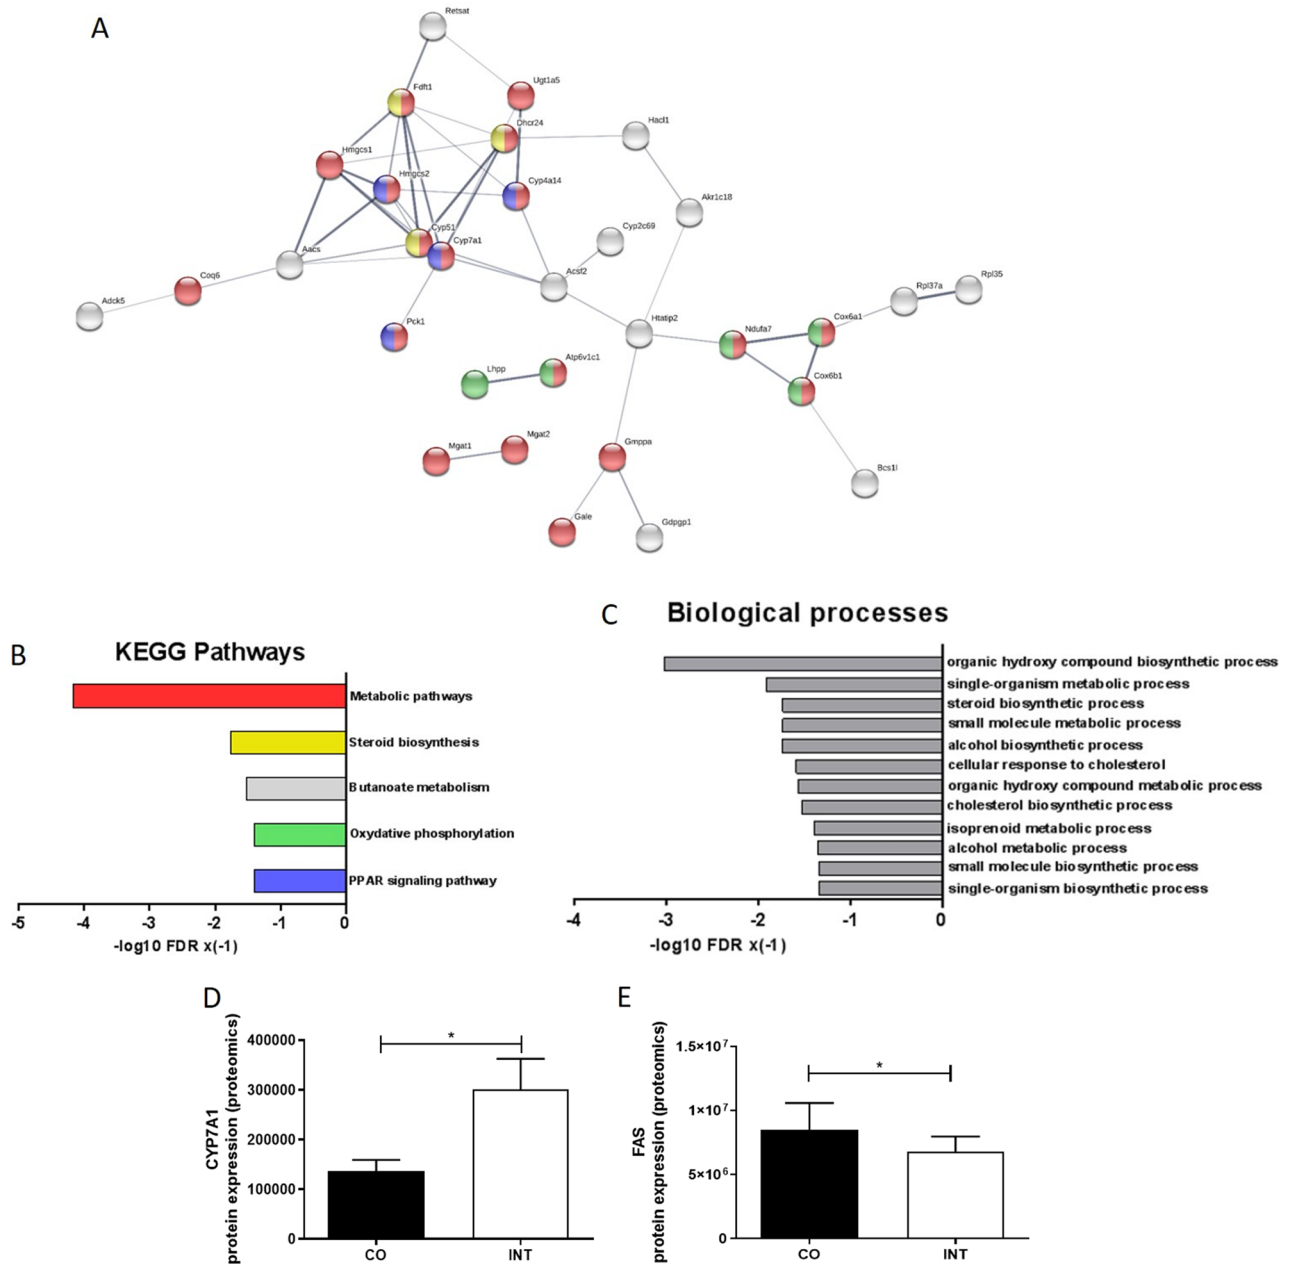 A
Retsat
Fdft1
Ugt1a5
Dhcr24
Hacl1
Hmgcs1
Hmgcs2
Cyp4a14
Akr1c18
Cyp51
Cyp7a1
Cyp2c69
Aacs
Acsf2
Coq6
Adck5
Rpl35
Rpl37a
Pck1
Htatip2
Ndufa7
Cox6a1
Lhpp
Atp6v1c1
Cox6b1
Mgat1
Mgat2
Gmppa
Bcs1l
Gale
Gdpgp1
B
KEGG Pathways
Metabolic pathways
Steroid biosynthesis
Butanoate metabolism
Oxydative phosphorylation
PPAR signaling pathway
-5 -4 -3 -2 -1 0
-log10 FDR x(-1)
C
Biological processes
organic hydroxy compound biosynthetic process
single-organism metabolic process
steroid biosynthetic process
small molecule metabolic process
alcohol biosynthetic process
cellular response to cholesterol
organic hydroxy compound metabolic process
cholesterol biosynthetic process
isoprenoid metabolic process
alcohol metabolic process
small molecule biosynthetic process
single-organism biosynthetic process
-4 -3 -2 -1 0
-log10 FDR x(-1)
D
CYP7A1
protein expression (proteomics)
400000
300000
200000
100000
0
*
CO INT
E
FAS
protein expression (proteomics)
1.5×10⁷
1×10⁷
5×10⁶
0
*
CO INT